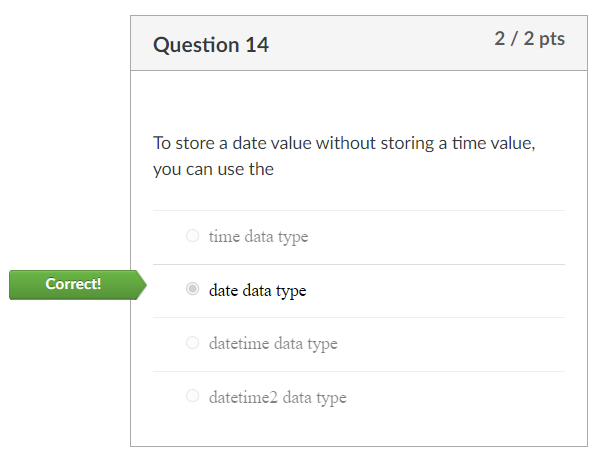 Question 14
2 / 2 pts
To store a date value without storing a time value,
you can use the
time data type
Correct!
date data type
datetime data type
datetime2 data type